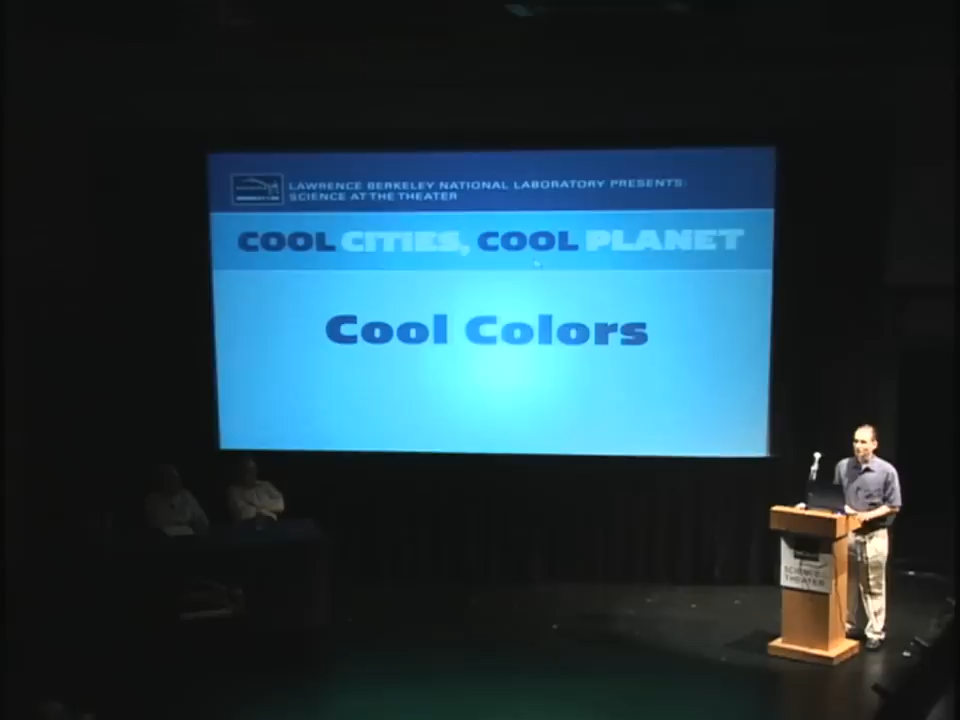 LAWRENCE BERKELEY NATIONAL LABORATORY PRESENTS:
SCIENCE AT THE THEATER
COOL CITIES, COOL PLANET
Cool Colors
SCIENCE
THEATER